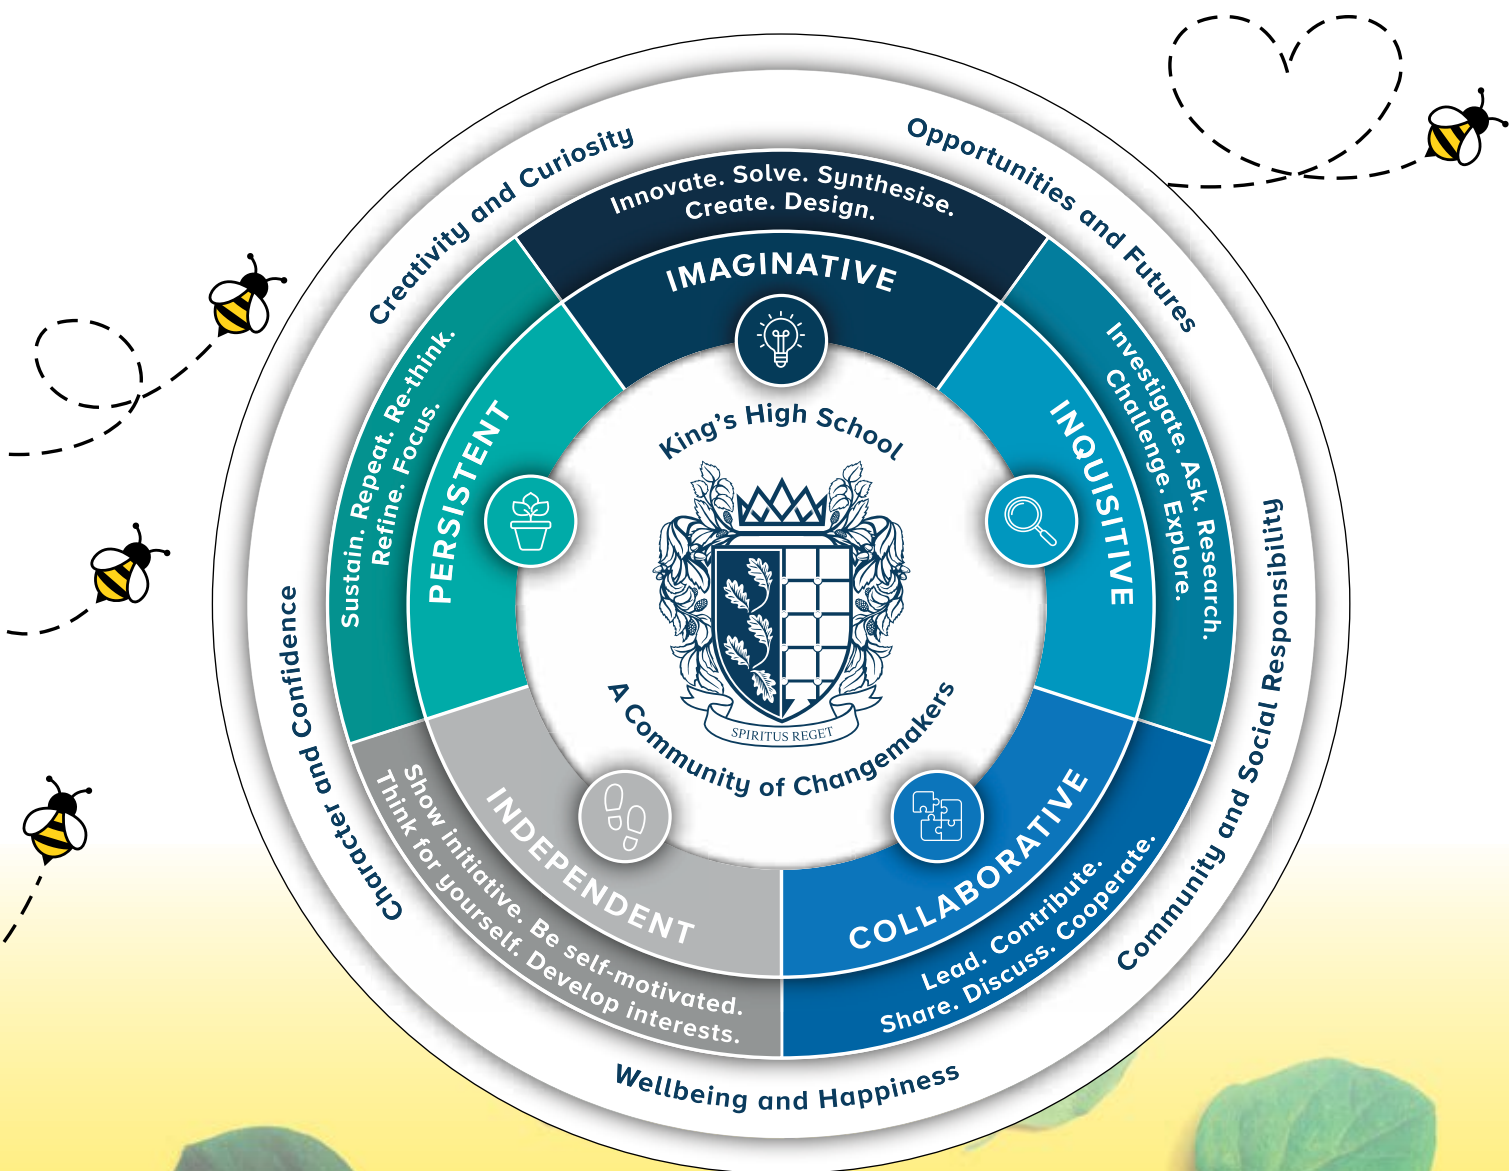 Creativity and Curiosity
Opportunities and Futures
Community and Social Responsibility
Wellbeing and Happiness
Character and Confidence
Innovate. Solve. Synthesise.
Create. Design.
IMAGINATIVE
Investigate. Ask. Research.
Challenge. Explore.
INQUISITIVE
Lead. Contribute.
Share. Discuss. Cooperate.
COLLABORATIVE
Show initiative. Be self-motivated.
Think for yourself. Develop interests.
INDEPENDENT
Sustain. Repeat. Re-think.
Refine. Focus.
PERSISTENT
King's High School
SPIRITUS REGET
A Community of Changemakers